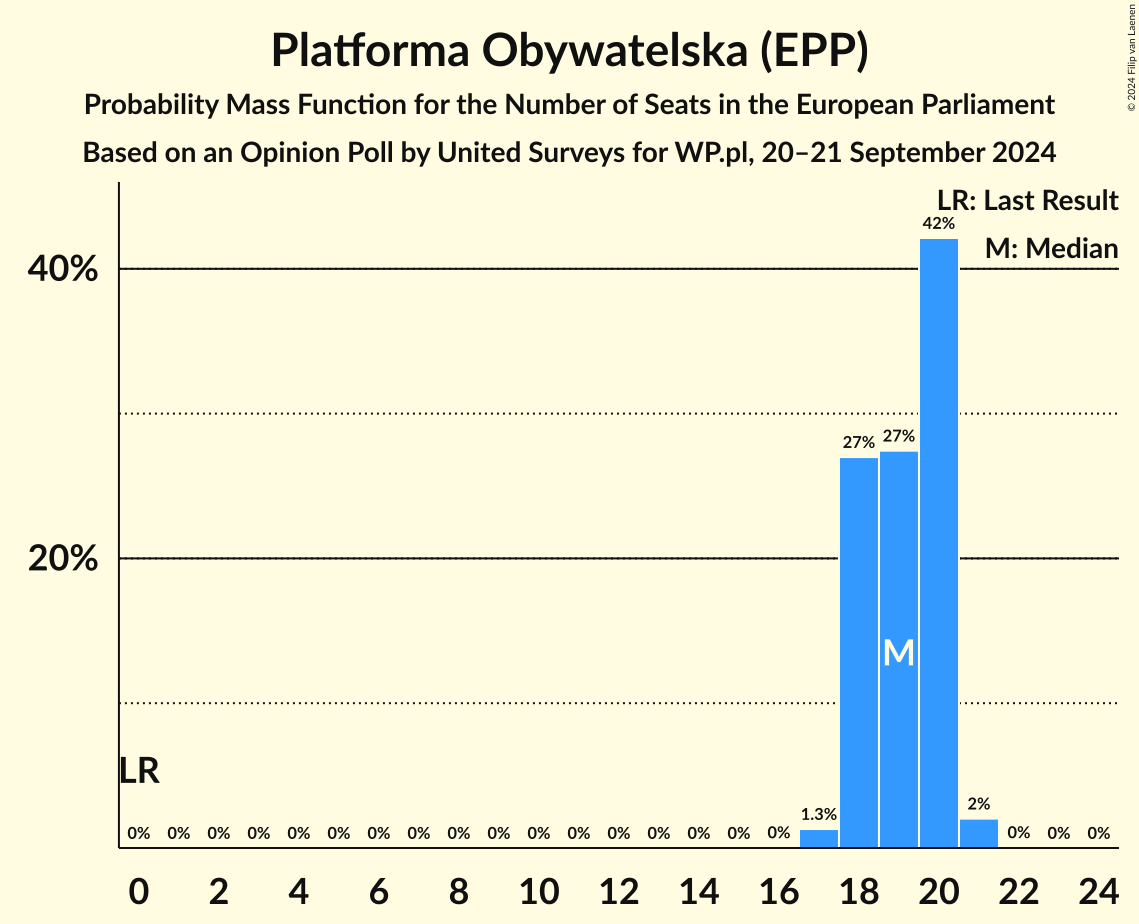 Platforma Obywatelska (EPP)
Probability Mass Function for the Number of Seats in the European Parliament
Based on an Opinion Poll by United Surveys for WP.pl, 20–21 September 2024
© 2024 Filip van Laenen
LR: Last Result
M: Median
40%
20%
42%
27% 27%
M
LR
0% 0% 0% 0% 0% 0% 0% 0% 0% 0% 0% 0% 0% 0% 0% 0% 0% 1.3% 2% 0% 0% 0%
0 2 4 6 8 10 12 14 16 18 20 22 24